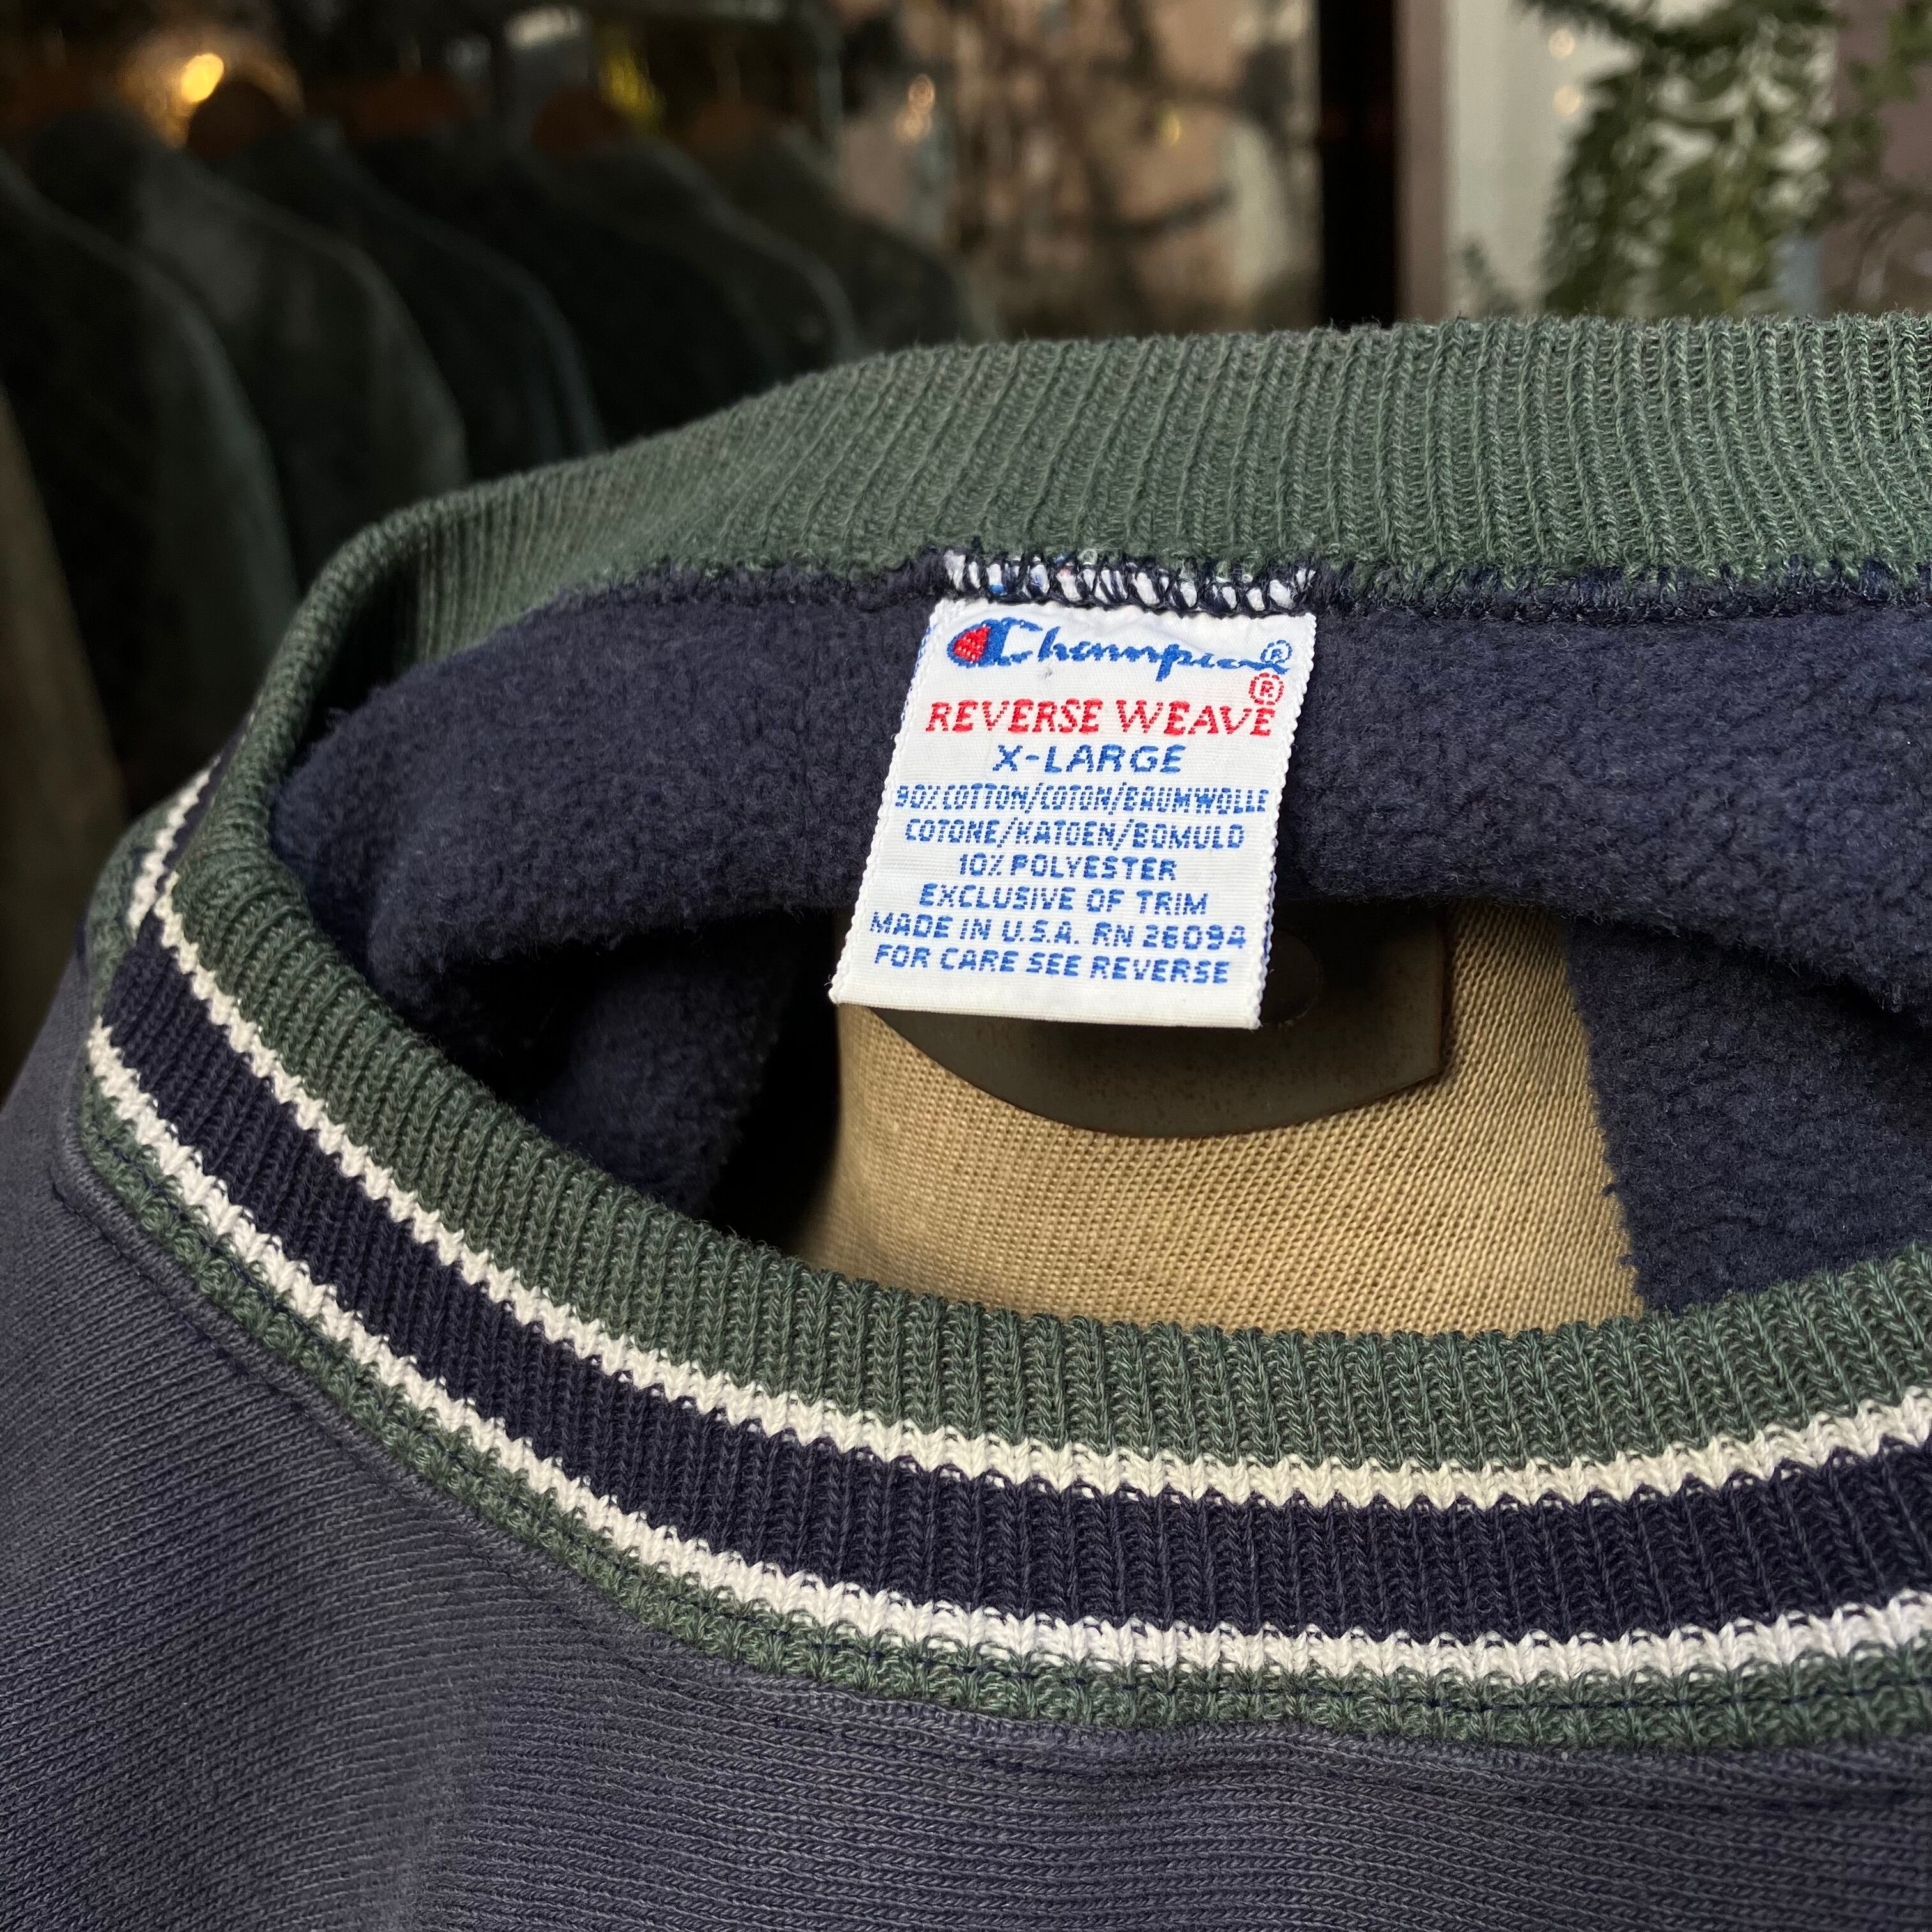 Champion®
REVERSE WEAVE®
X-LARGE
90% COTTON/COTON/BAUMWOLLE
COTONE/KATOEN/BOMULD
10% POLYESTER
EXCLUSIVE OF TRIM
MADE IN U.S.A. RN 26094
FOR CARE SEE REVERSE